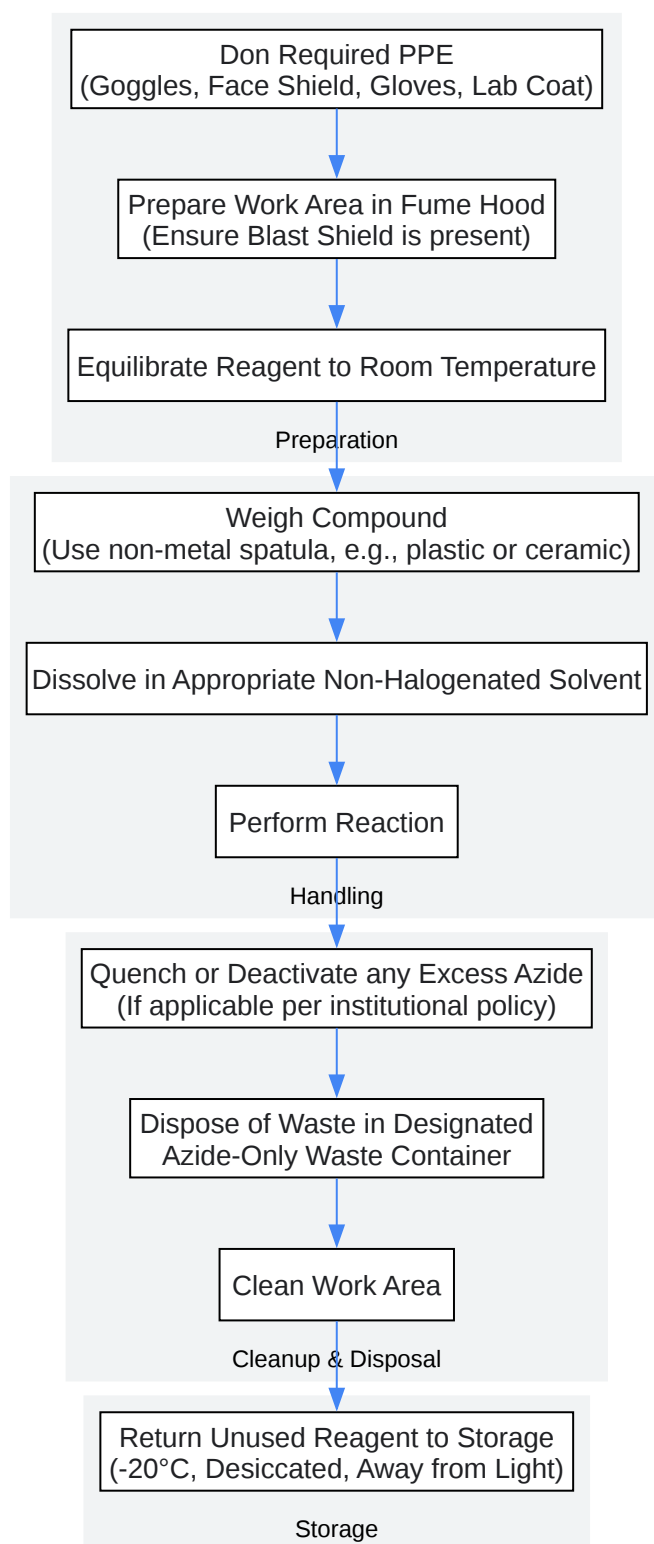 Don Required PPE
(Goggles, Face Shield, Gloves, Lab Coat)
Prepare Work Area in Fume Hood
(Ensure Blast Shield is present)
Equilibrate Reagent to Room Temperature
Preparation
Weigh Compound
(Use non-metal spatula, e.g., plastic or ceramic)
Dissolve in Appropriate Non-Halogenated Solvent
Perform Reaction
Handling
Quench or Deactivate any Excess Azide
(If applicable per institutional policy)
Dispose of Waste in Designated
Azide-Only Waste Container
Clean Work Area
Cleanup & Disposal
Return Unused Reagent to Storage
(-20°C, Desiccated, Away from Light)
Storage